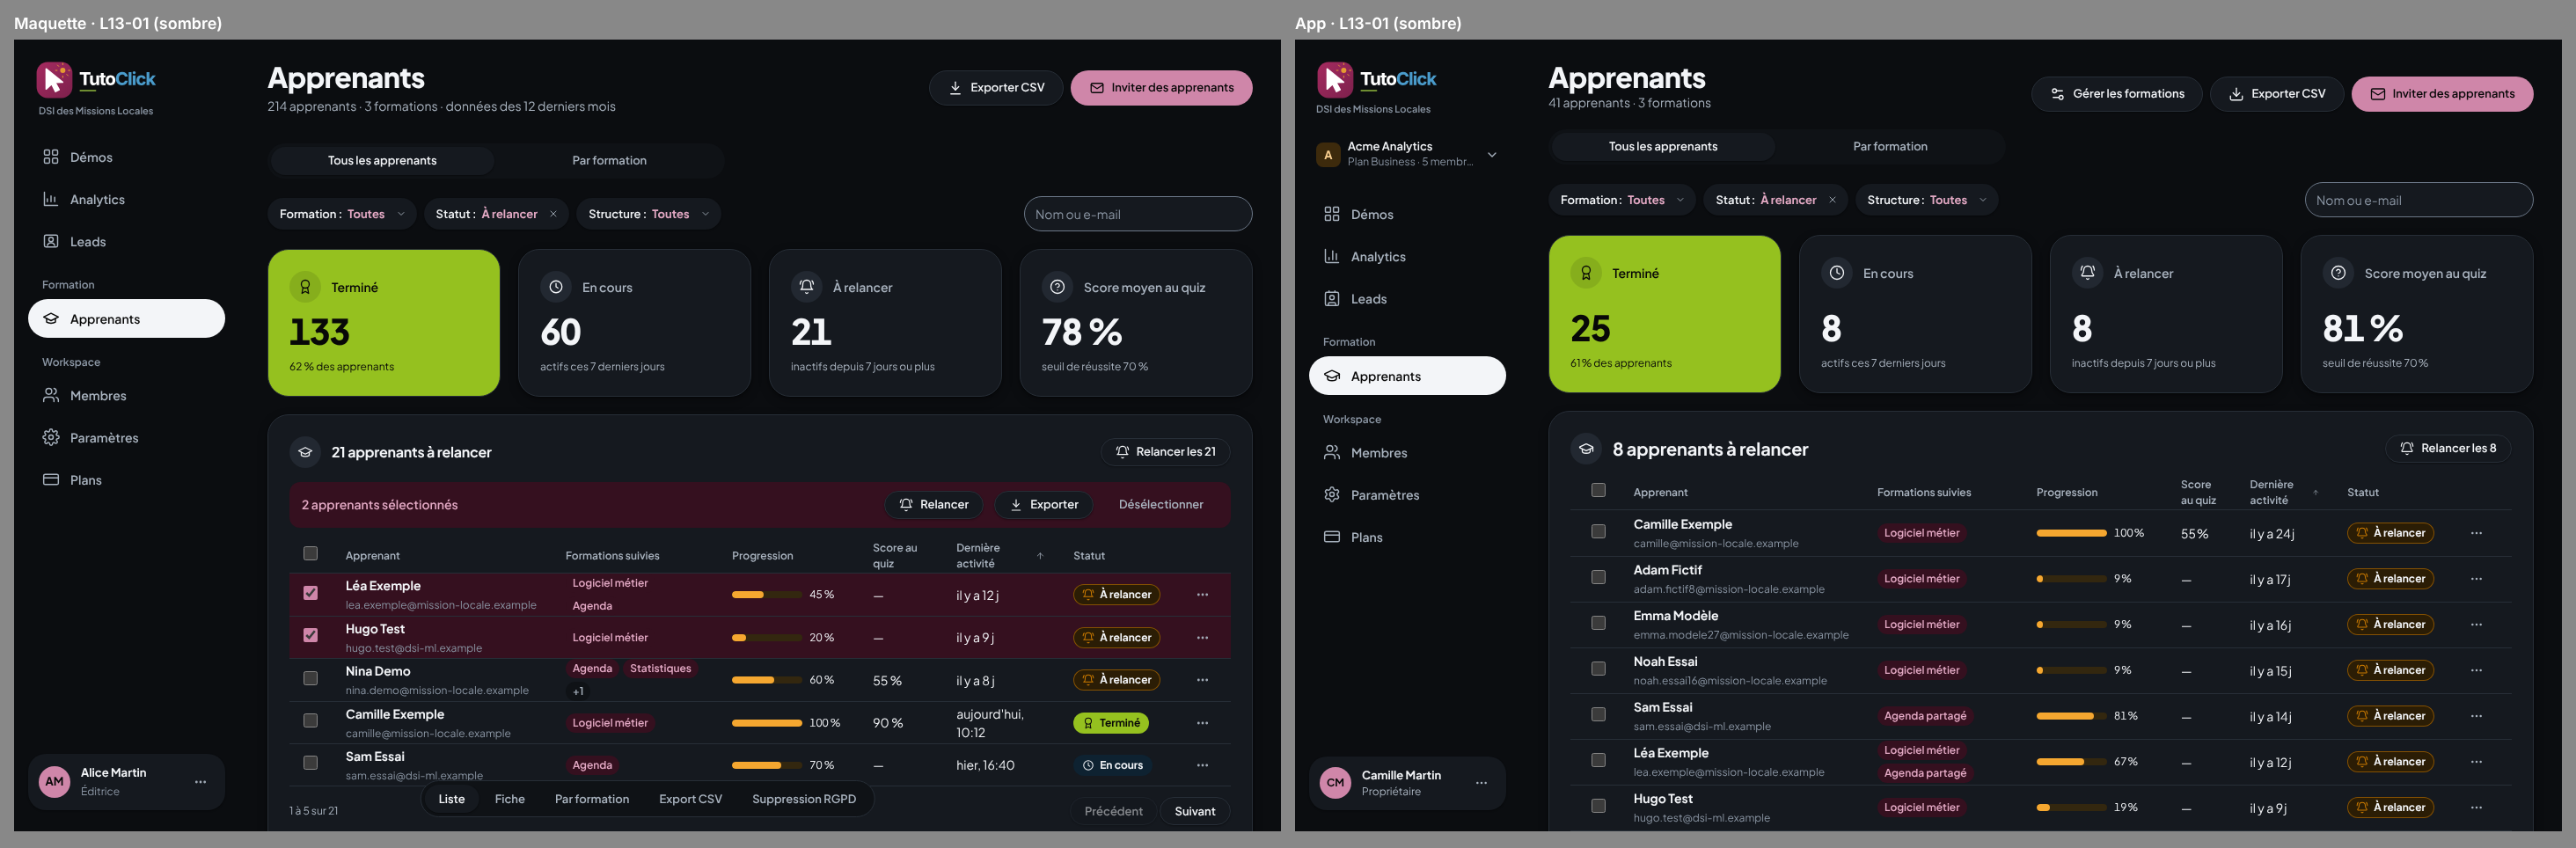 Maquette · L13-01 (sombre)
TutoClick
DSI des Missions Locales
Démos
Analytics
Leads
Formation
Apprenants
Workspace
Membres
Paramètres
Plans
AM
Alice Martin
Éditrice
Apprenants
214 apprenants · 3 formations · données des 12 derniers mois
Exporter CSV
Inviter des apprenants
Tous les apprenants
Par formation
Formation : Toutes
Statut : À relancer
Structure : Toutes
Nom ou e-mail
Terminé
133
62 % des apprenants
En cours
60
actifs ces 7 derniers jours
À relancer
21
inactifs depuis 7 jours ou plus
Score moyen au quiz
78 %
seuil de réussite 70 %
21 apprenants à relancer
Relancer les 21
2 apprenants sélectionnés
Relancer
Exporter
Désélectionner
Apprenant
Formations suivies
Progression
Score au
quiz
Dernière
activité
Statut
Léa Exemple
lea.exemple@mission-locale.example
Logiciel métier
Agenda
45 %
—
il y a 12 j
À relancer
Hugo Test
hugo.test@dsi-ml.example
Logiciel métier
20 %
—
il y a 9 j
À relancer
Nina Demo
nina.demo@mission-locale.example
Agenda
Statistiques
+1
60 %
55 %
il y a 8 j
À relancer
Camille Exemple
camille@mission-locale.example
Logiciel métier
100 %
90 %
aujourd'hui,
10:12
Terminé
Sam Essai
sam.essai@dsi-ml.example
Agenda
70 %
—
hier, 16:40
En cours
Liste
Fiche
Par formation
Export CSV
Suppression RGPD
1 à 5 sur 21
Précédent
Suivant
App · L13-01 (sombre)
TutoClick
DSI des Missions Locales
A
Acme Analytics
Plan Business · 5 membr...
Démos
Analytics
Leads
Formation
Apprenants
Workspace
Membres
Paramètres
Plans
CM
Camille Martin
Propriétaire
Apprenants
41 apprenants · 3 formations
Gérer les formations
Exporter CSV
Inviter des apprenants
Tous les apprenants
Par formation
Formation : Toutes
Statut : À relancer
Structure : Toutes
Nom ou e-mail
Terminé
25
61 % des apprenants
En cours
8
actifs ces 7 derniers jours
À relancer
8
inactifs depuis 7 jours ou plus
Score moyen au quiz
81 %
seuil de réussite 70 %
8 apprenants à relancer
Relancer les 8
Apprenant
Formations suivies
Progression
Score
au quiz
Dernière
activité
Statut
Camille Exemple
camille@mission-locale.example
Logiciel métier
100 %
55 %
il y a 24 j
À relancer
Adam Fictif
adam.fictif8@mission-locale.example
Logiciel métier
9 %
—
il y a 17 j
À relancer
Emma Modèle
emma.modele27@mission-locale.example
Logiciel métier
9 %
—
il y a 16 j
À relancer
Noah Essai
noah.essai16@mission-locale.example
Logiciel métier
9 %
—
il y a 15 j
À relancer
Sam Essai
sam.essai@dsi-ml.example
Agenda partagé
81 %
—
il y a 14 j
À relancer
Léa Exemple
lea.exemple@mission-locale.example
Logiciel métier
Agenda partagé
67 %
—
il y a 12 j
À relancer
Hugo Test
hugo.test@dsi-ml.example
Logiciel métier
19 %
—
il y a 9 j
À relancer